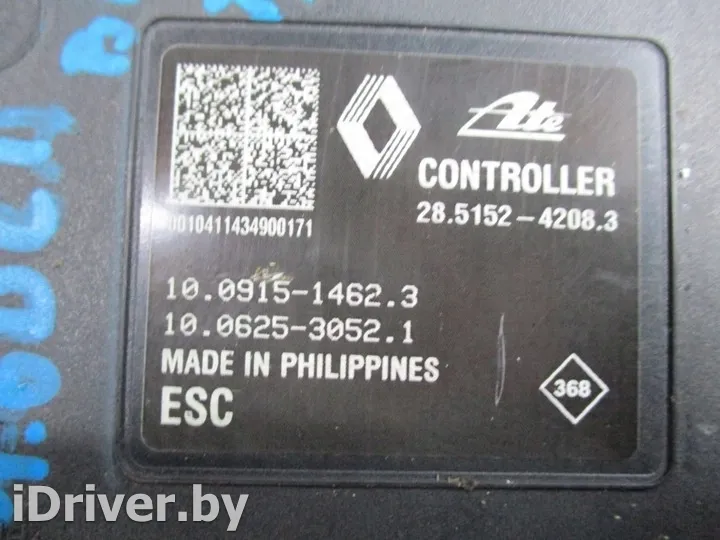 Ate
CONTROLLER
28.5152-4208.3
00010411434900171
10.0915-1462.3
10.0625-3052.1
MADE IN PHILIPPINES
ESC
368
iDriver.by